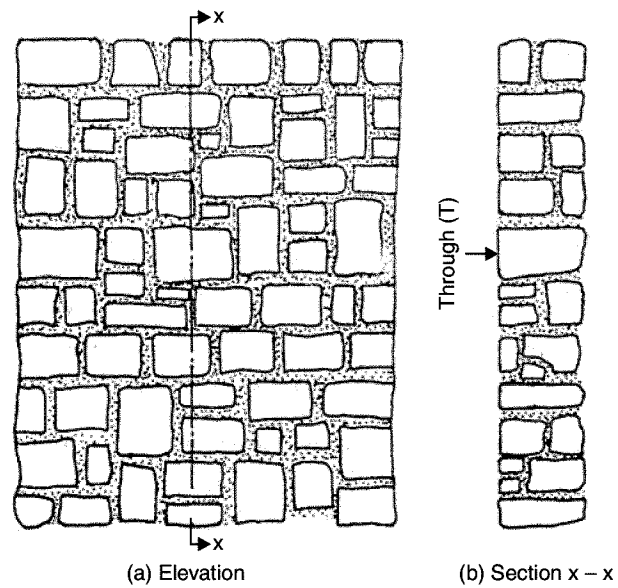 x
Through (T)
x
(a) Elevation
(b) Section x – x